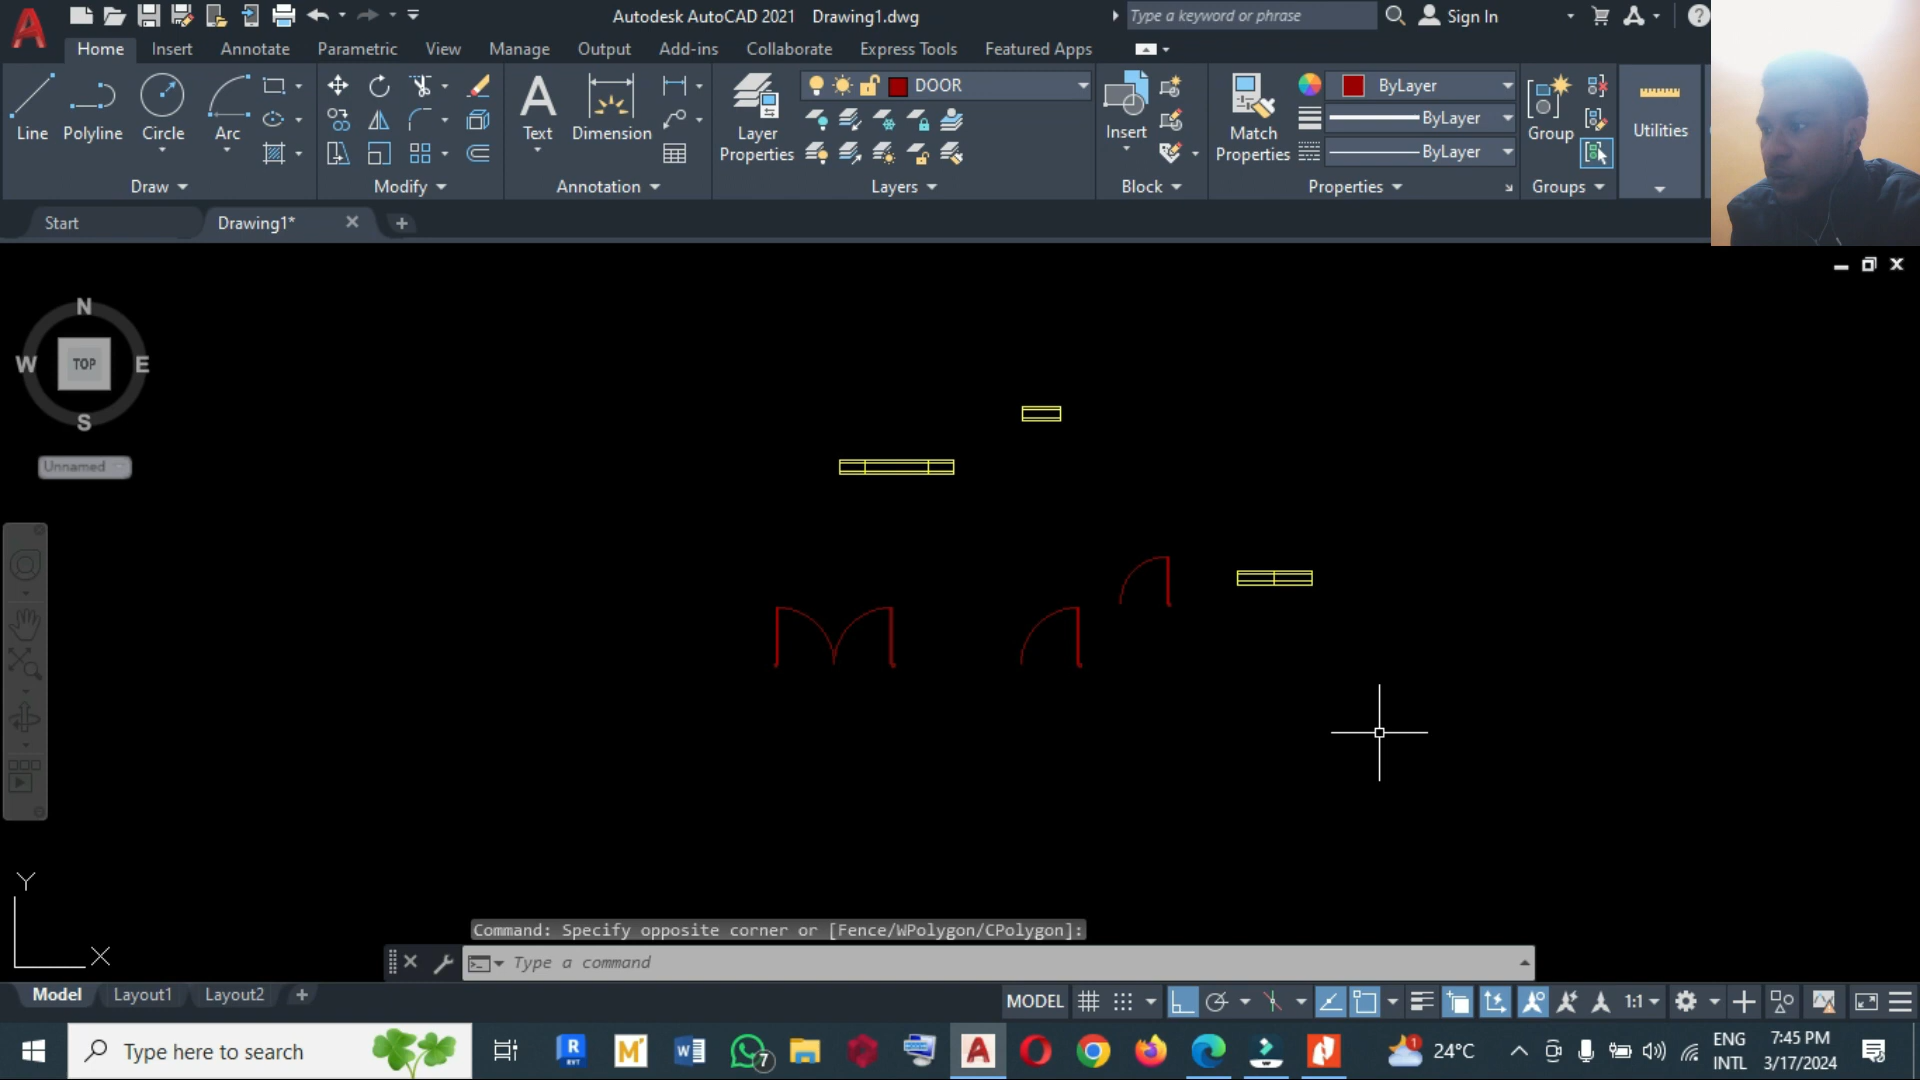 Autodesk AutoCAD 2021 Drawing1.dwg
Type a keyword or phrase
Sign In
Home Insert Annotate Parametric View Manage Output Add-ins Collaborate Express Tools Featured Apps
DOOR
ByLayer
ByLayer
ByLayer
Line Polyline Circle Arc
Text Dimension
Layer Properties
Insert
Match Properties
Group
Utilities
Draw Modify Annotation Layers Block Properties Groups
Start Drawing1*
N
W TOP E
S
Unnamed
Y
X
Command: Specify opposite corner or [Fence/WPolygon/CPolygon]:
Type a command
Model Layout1 Layout2
MODEL 1:1
Type here to search
7
1
24°C
ENG
INTL
7:45 PM
3/17/2024